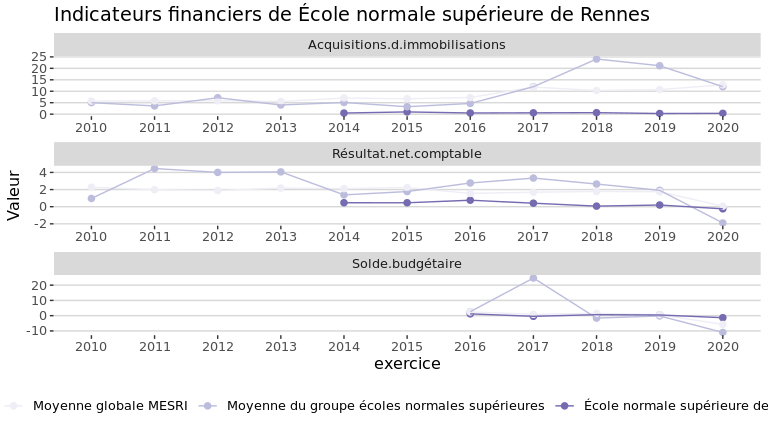 Indicateurs financiers de École normale supérieure de Rennes
Acquisitions.d.immobilisations
25
20
15
10
5
0
2010 2011 2012 2013 2014 2015 2016 2017 2018 2019 2020
Résultat.net.comptable
4
2
0
-2
2010 2011 2012 2013 2014 2015 2016 2017 2018 2019 2020
Solde.budgétaire
20
10
0
-10
2010 2011 2012 2013 2014 2015 2016 2017 2018 2019 2020
Valeur
exercice
Moyenne globale MESRI Moyenne du groupe écoles normales supérieures École normale supérieure de